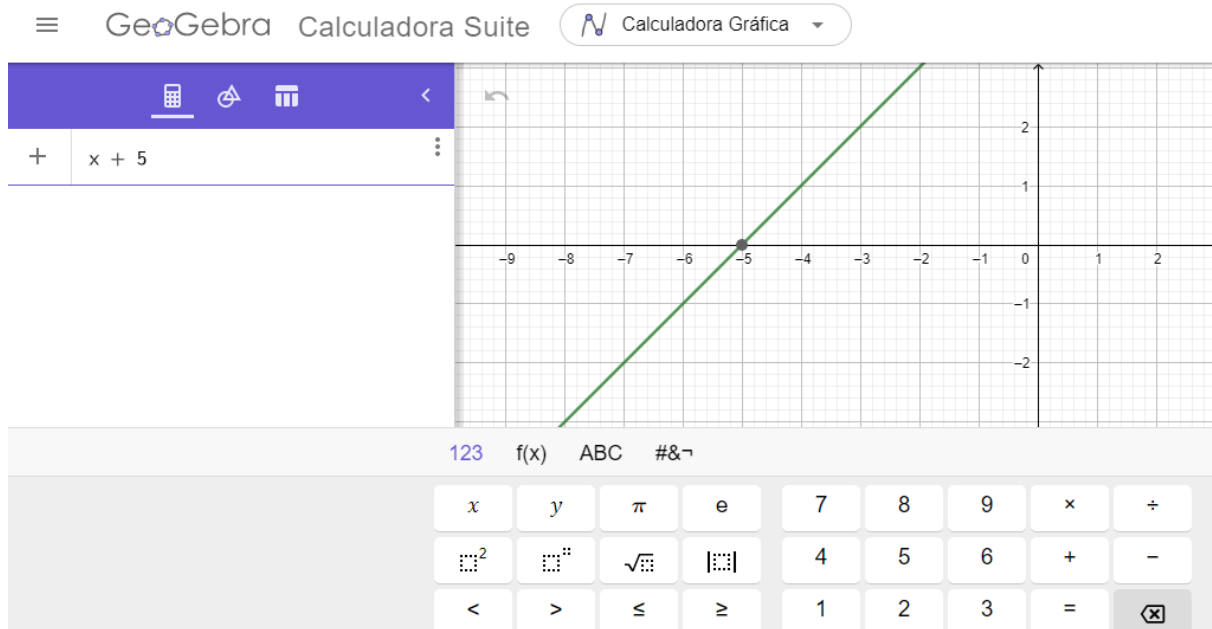 GeoGebra Calculadora Suite Calculadora Gráfica
+ x + 5
2
1
–9 –8 –7 –6 –5 –4 –3 –2 –1 0 1 2
–1
–2
123 f(x) ABC #&¬
x y π e 7 8 9 × ÷
² √ | | 4 5 6 + −
< > ≤ ≥ 1 2 3 =